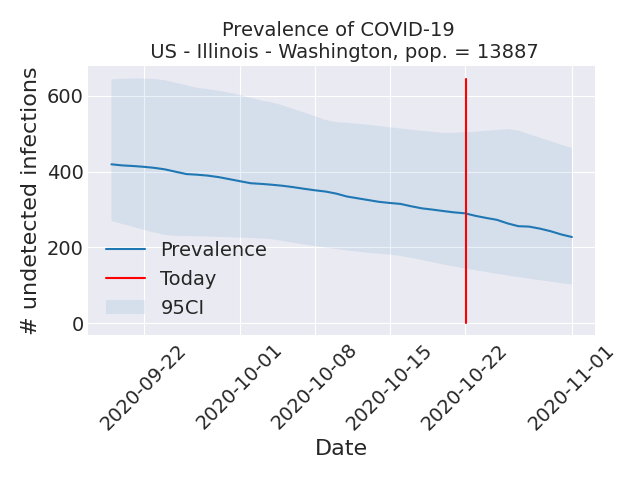 Prevalence of COVID-19
US - Illinois - Washington, pop. = 13887
# undetected infections
600
400
200
0
Prevalence
Today
95CI
2020-09-22
2020-10-01
2020-10-08
2020-10-15
2020-10-22
2020-11-01
Date